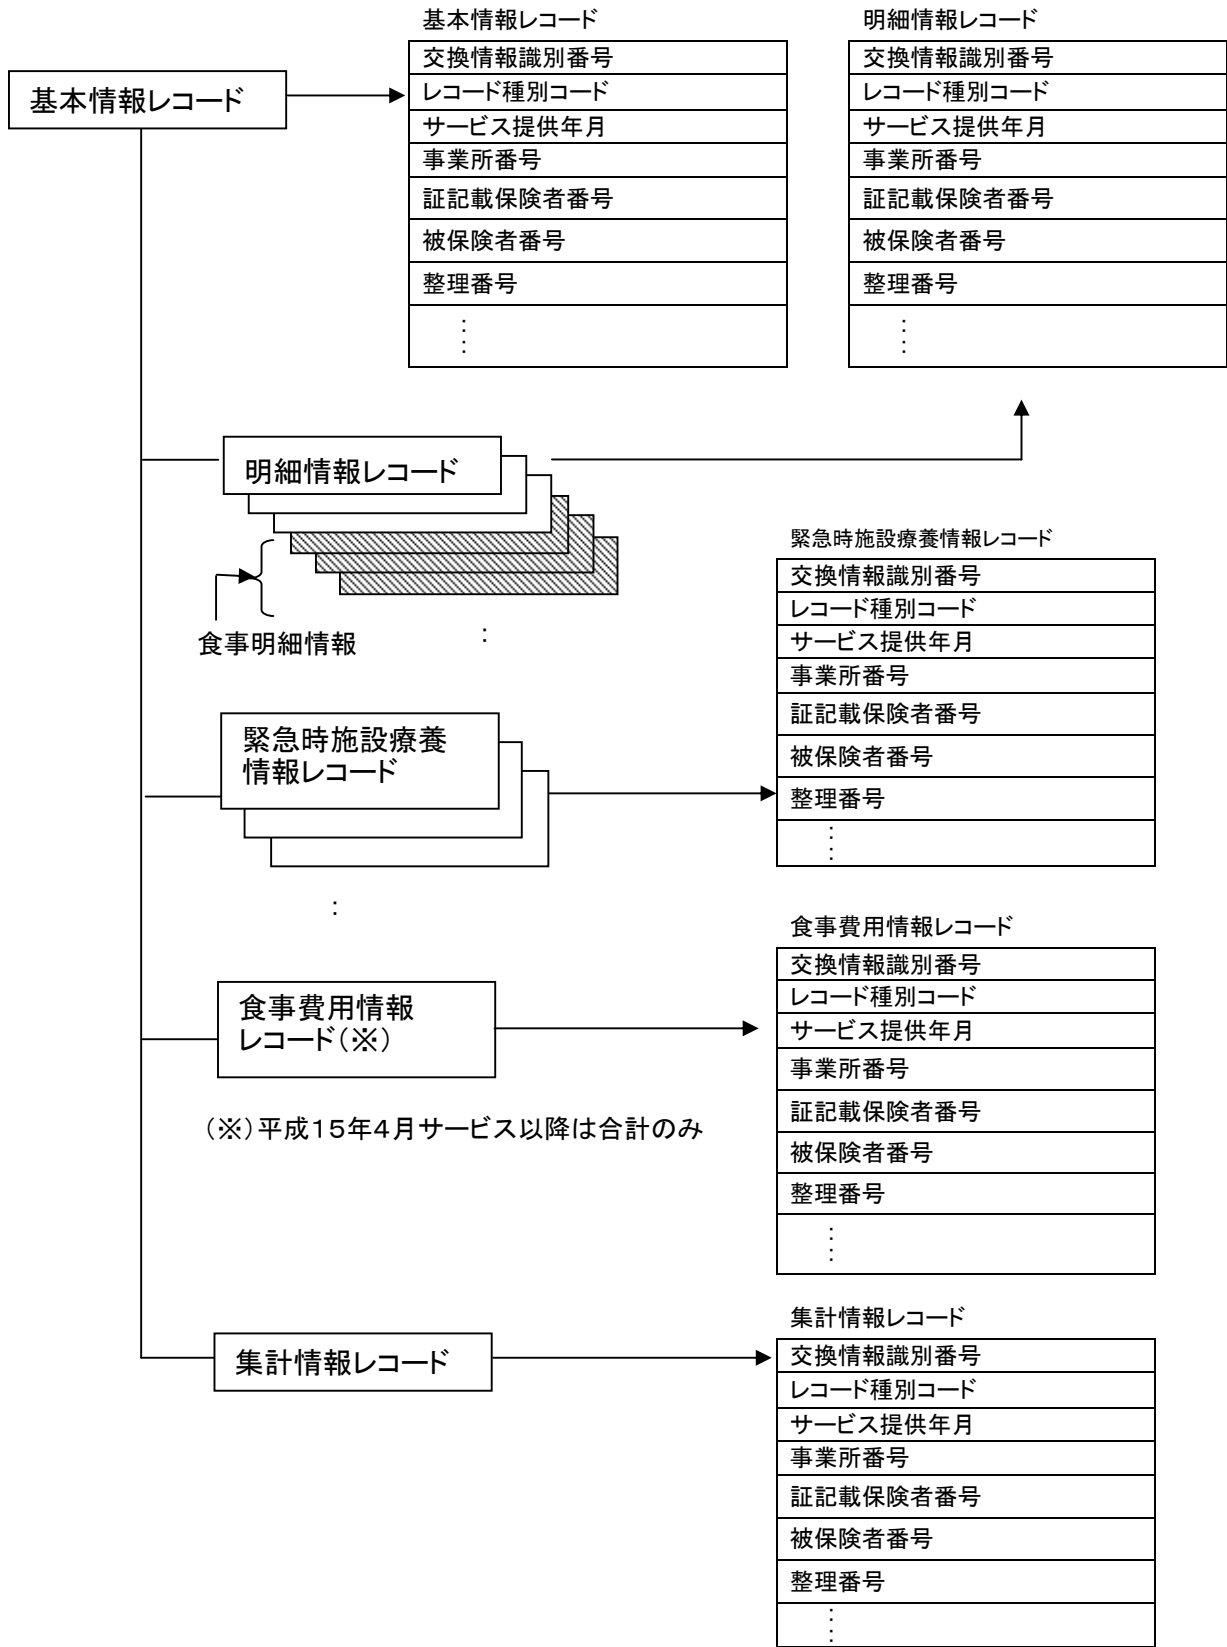 基本情報レコード
基本情報レコード
交換情報識別番号
レコード種別コード
サービス提供年月
事業所番号
証記載保険者番号
被保険者番号
整理番号
：
：
明細情報レコード
交換情報識別番号
レコード種別コード
サービス提供年月
事業所番号
証記載保険者番号
被保険者番号
整理番号
：
：
明細情報レコード
食事明細情報
：
緊急時施設療養情報レコード
交換情報識別番号
レコード種別コード
サービス提供年月
事業所番号
証記載保険者番号
被保険者番号
整理番号
：
：
緊急時施設療養
情報レコード
：
食事費用情報レコード
交換情報識別番号
レコード種別コード
サービス提供年月
事業所番号
証記載保険者番号
被保険者番号
整理番号
：
：
食事費用情報
レコード（※）
（※）平成１５年４月サービス以降は合計のみ
集計情報レコード
集計情報レコード
交換情報識別番号
レコード種別コード
サービス提供年月
事業所番号
証記載保険者番号
被保険者番号
整理番号
：
：